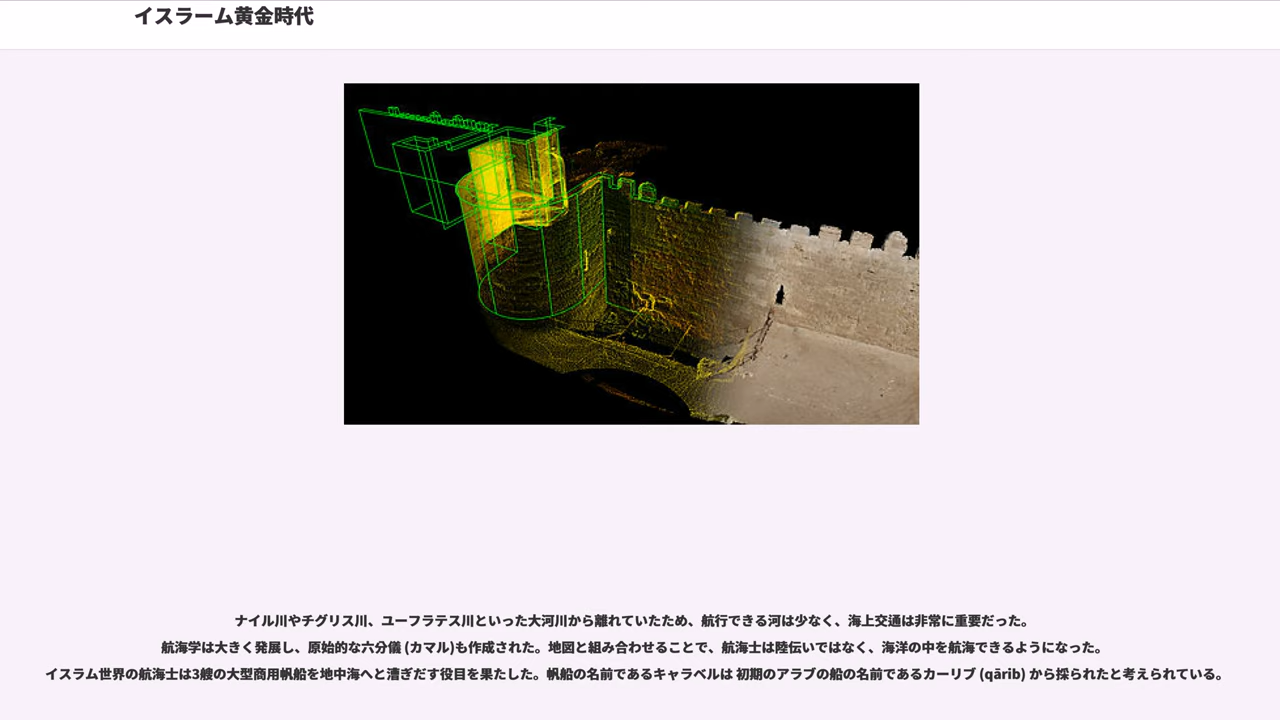 イスラーム黄金時代
ナイル川やチグリス川、ユーフラテス川といった大河川から離れていたため、航行できる河は少なく、海上交通は非常に重要だった。
航海学は大きく発展し、原始的な六分儀 (カマル)も作成された。地図と組み合わせることで、航海士は陸伝いではなく、海洋の中を航海できるようになった。
イスラム世界の航海士は3艘の大型商用帆船を地中海へと漕ぎだす役目を果たした。帆船の名前であるキャラベルは 初期のアラブの船の名前であるカーリブ (qārib) から採られたと考えられている。